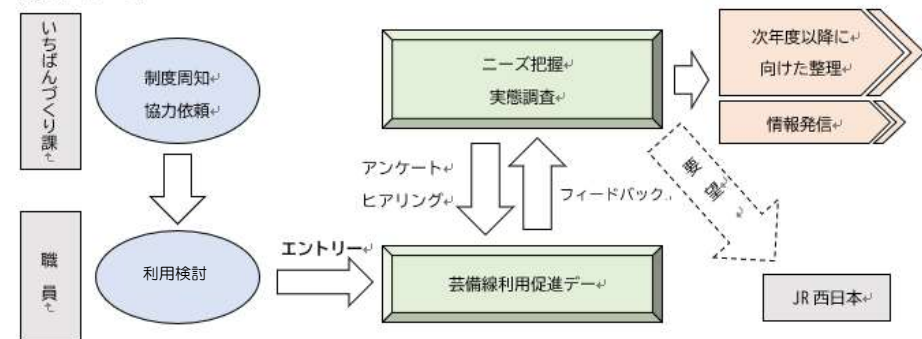 いちばんづくり課
制度周知
協力依頼
ニーズ把握
実態調査
次年度以降に
向けた整理
情報発信
アンケート
ヒアリング
フィードバック
要望
職員
利用検討
エントリー
芸備線利用促進デー
JR西日本